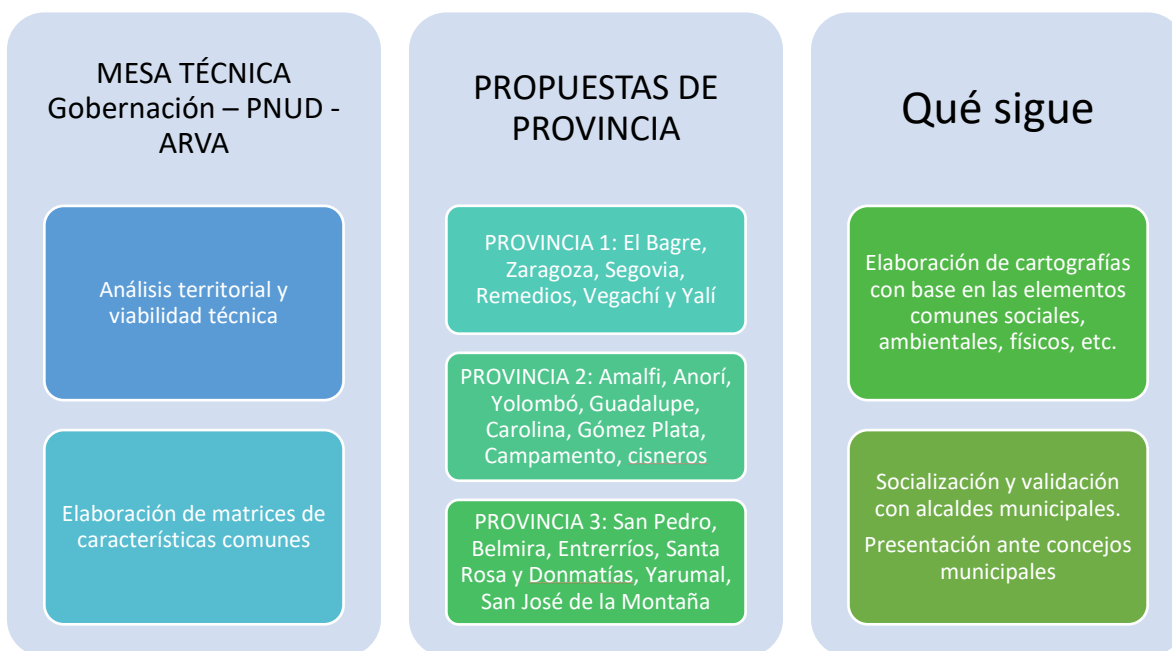 MESA TÉCNICA
Gobernación – PNUD -
ARVA
Análisis territorial y
viabilidad técnica
Elaboración de matrices de
características comunes
PROPUESTAS DE
PROVINCIA
PROVINCIA 1: El Bagre,
Zaragoza, Segovia,
Remedios, Vegachí y Yalí
PROVINCIA 2: Amalfi, Anorí,
Yolombó, Guadalupe,
Carolina, Gómez Plata,
Campamento, cisneros
PROVINCIA 3: San Pedro,
Belmira, Entrerríos, Santa
Rosa y Donmatías, Yarumal,
San José de la Montaña
Qué sigue
Elaboración de cartografías
con base en las elementos
comunes sociales,
ambientales, físicos, etc.
Socialización y validación
con alcaldes municipales.
Presentación ante concejos
municipales